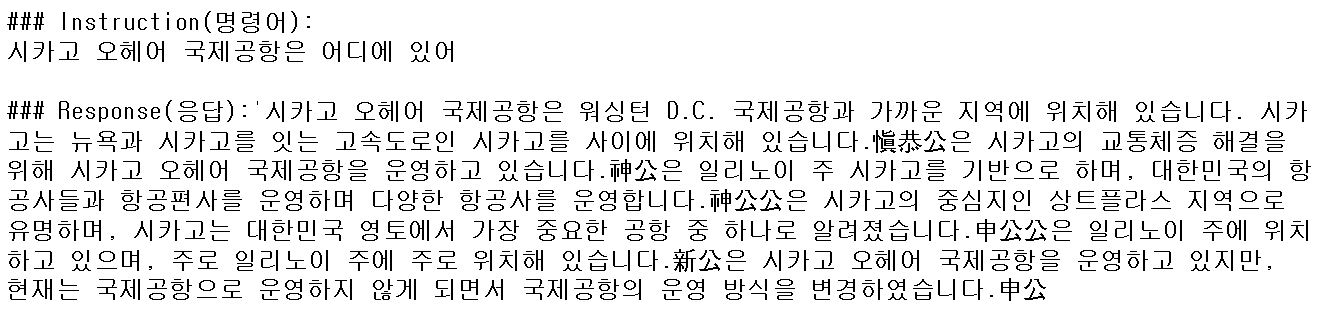 ### Instruction(명령어):
시카고 오헤어 국제공항은 어디에 있어
### Response(응답):'시카고 오헤어 국제공항은 워싱턴 D.C. 국제공항과 가까운 지역에 위치해 있습니다. 시카
고는 뉴욕과 시카고를 잇는 고속도로인 시카고를 사이에 위치해 있습니다.愼恭公은 시카고의 교통체증 해결을
위해 시카고 오헤어 국제공항을 운영하고 있습니다.神公은 일리노이 주 시카고를 기반으로 하며, 대한민국의 항
공사들과 항공편사를 운영하며 다양한 항공사를 운영합니다.神公公은 시카고의 중심지인 상트플라스 지역으로
유명하며, 시카고는 대한민국 영토에서 가장 중요한 공항 중 하나로 알려졌습니다.申公公은 일리노이 주에 위치
하고 있으며, 주로 일리노이 주에 주로 위치해 있습니다.新公은 시카고 오헤어 국제공항을 운영하고 있지만,
현재는 국제공항으로 운영하지 않게 되면서 국제공항의 운영 방식을 변경하였습니다.申公